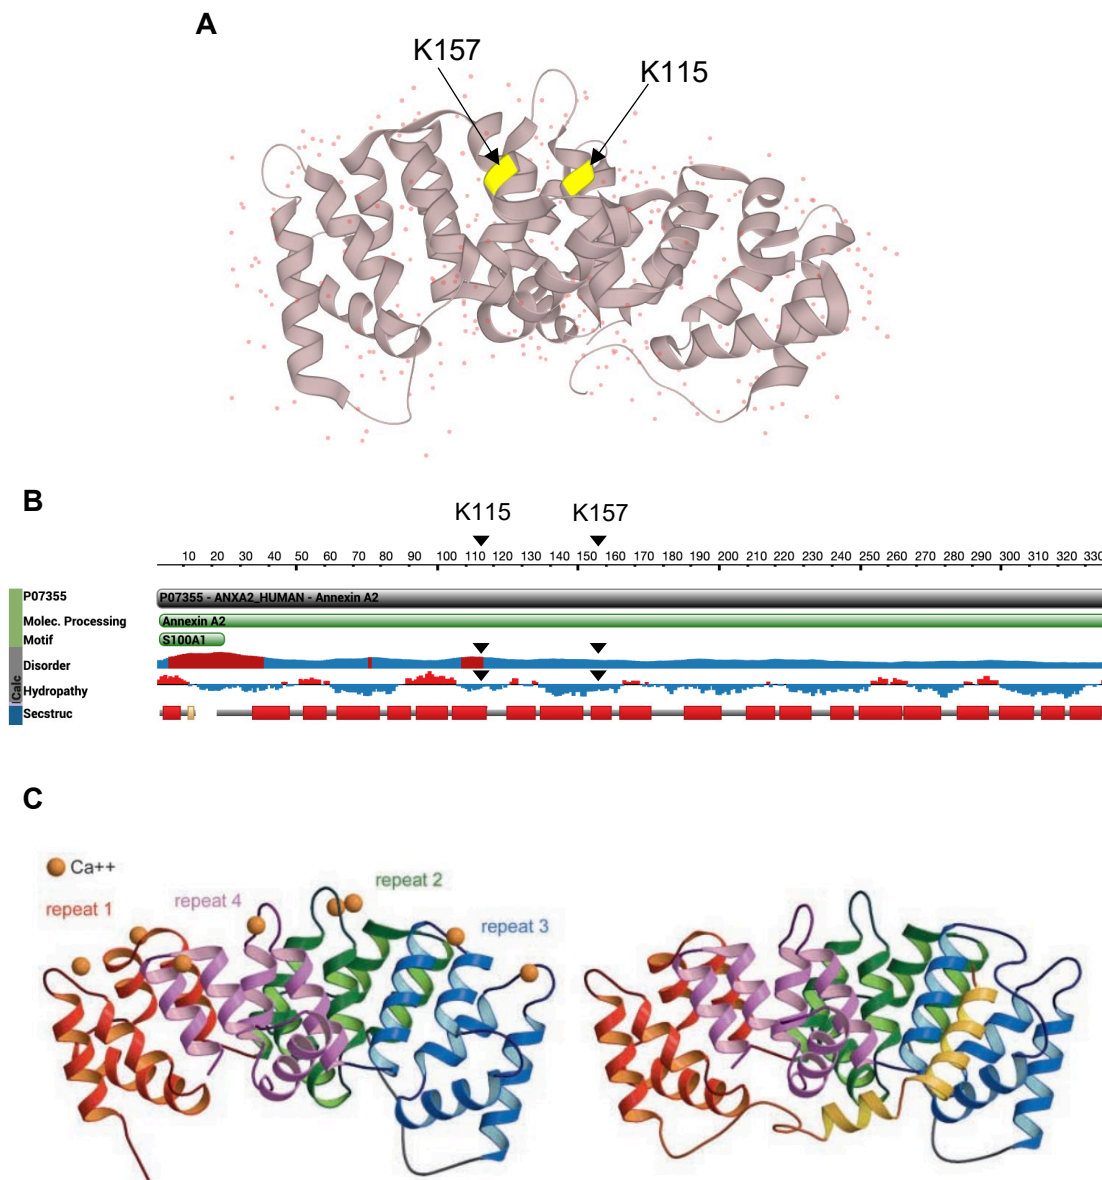 A
K157
K115
B
K115 K157
10 20 30 40 50 60 70 80 90 100 110 120 130 140 150 160 170 180 190 200 210 220 230 240 250 260 270 280 290 300 310 320 330
P07355 P07355 - ANXA2_HUMAN - Annexin A2
Molec. Processing Annexin A2
Motif S100A1
Calc
Disorder
Hydropathy
Secstruc
C
Ca++
repeat 1
repeat 4
repeat 2
repeat 3